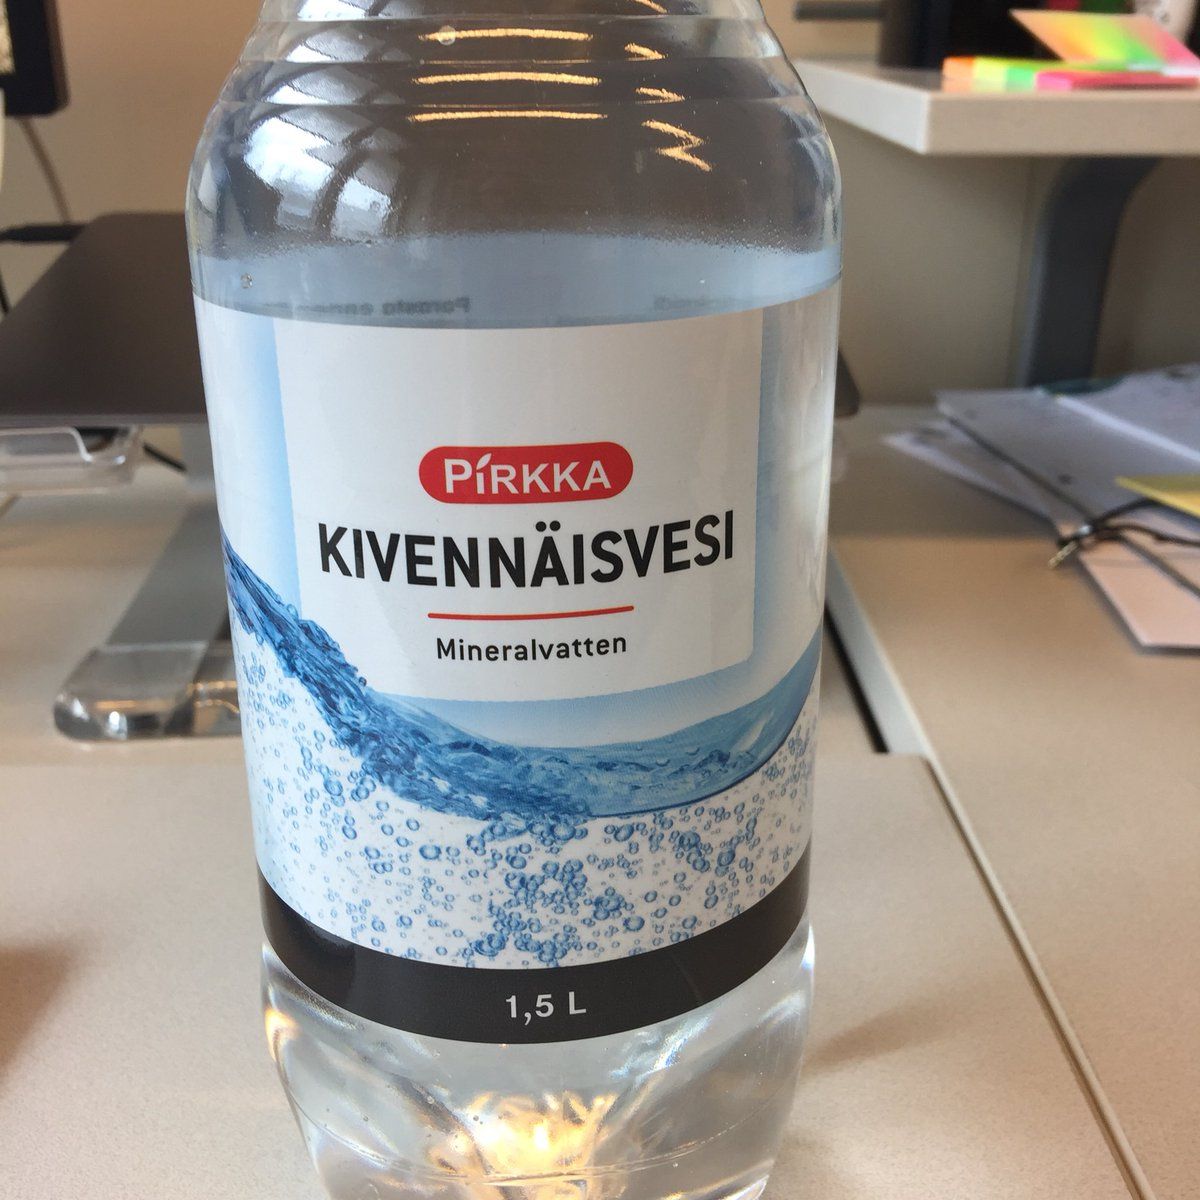 PIRKKA
KIVENNÄISVESI
Mineralvatten
1,5 L